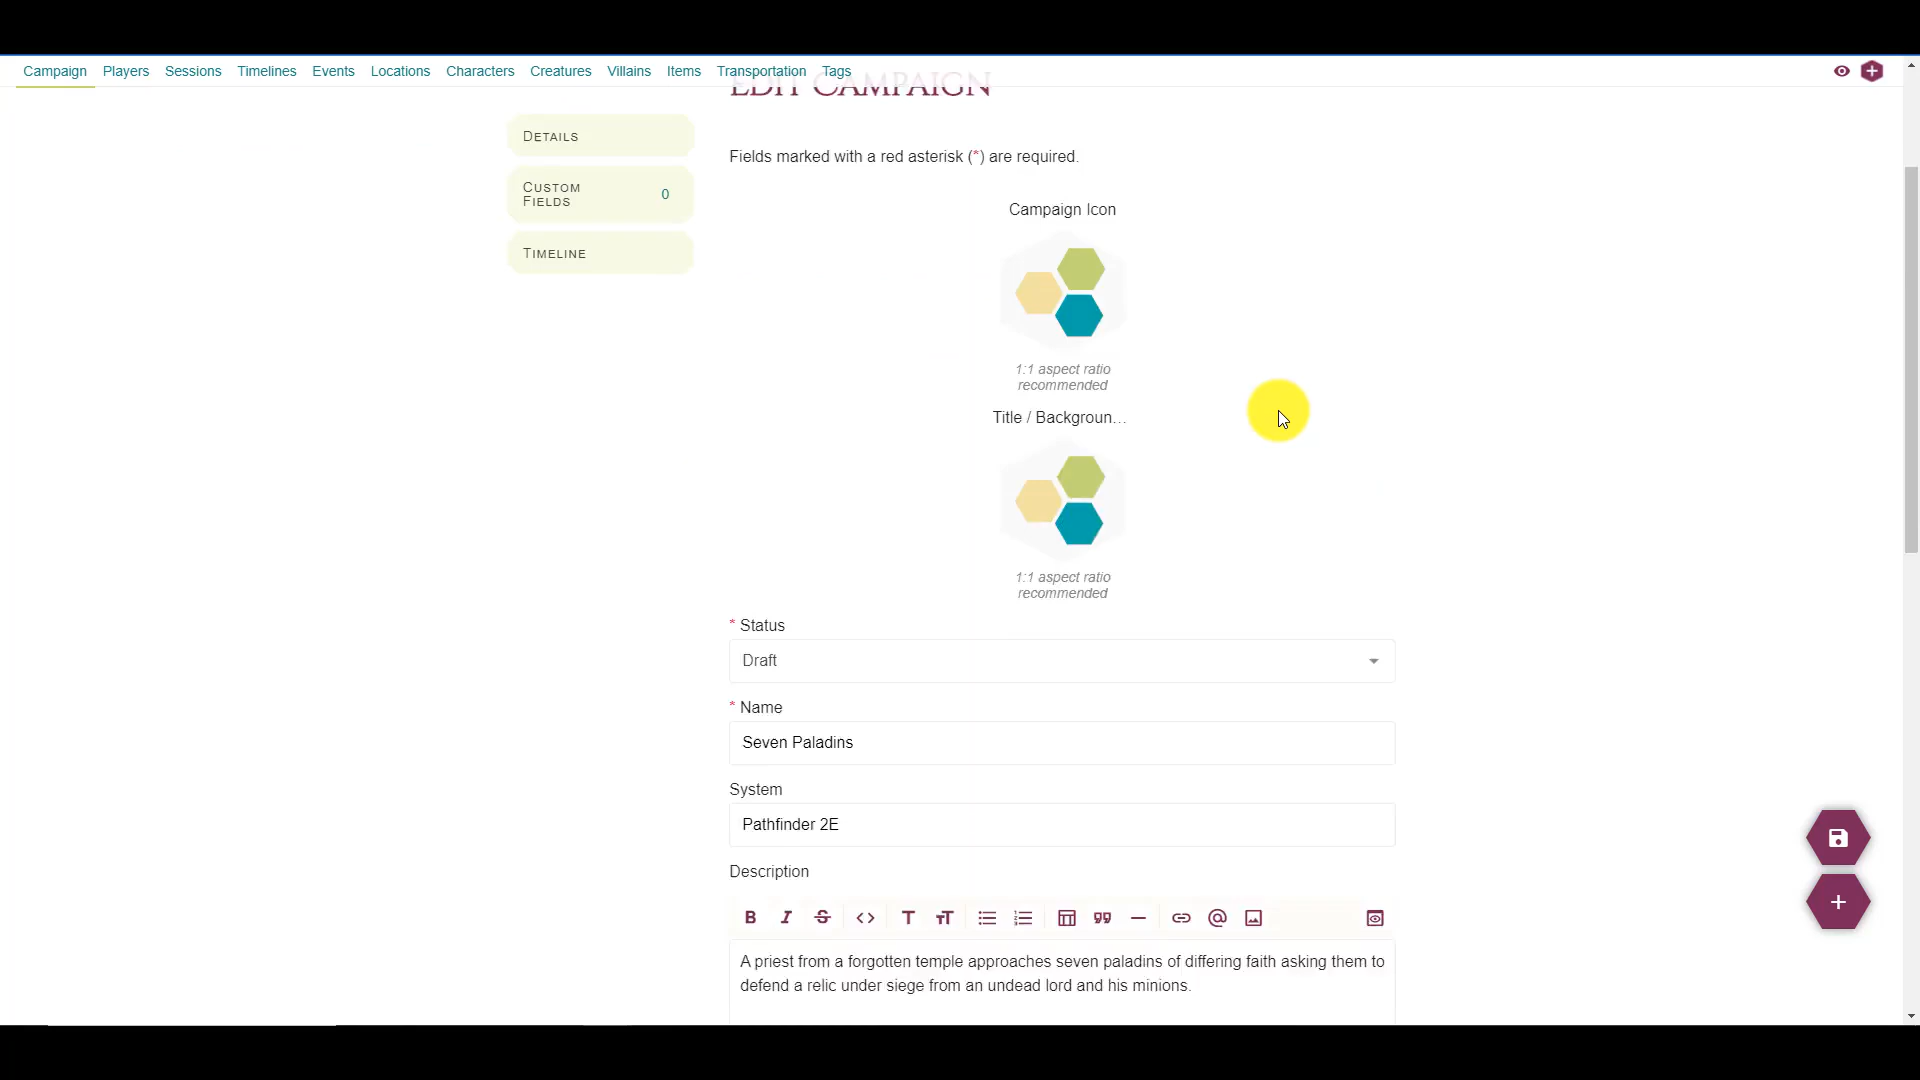 Campaign Players Sessions Timelines Events Locations Characters Creatures Villains Items Transportation Tags
EDIT CAMPAIGN
DETAILS
CUSTOM
FIELDS 0
TIMELINE
Fields marked with a red asterisk (*) are required.
Campaign Icon
1:1 aspect ratio
recommended
Title / Backgroun...
1:1 aspect ratio
recommended
* Status
Draft
* Name
Seven Paladins
System
Pathfinder 2E
Description
A priest from a forgotten temple approaches seven paladins of differing faith asking them to
defend a relic under siege from an undead lord and his minions.